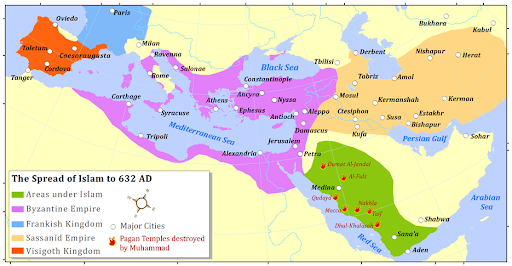 Paris
Bukhara
Kabul
Oviedo
Milan
Ravenna
Derbent
Nishapur
Herat
Toletum
Caesaraugusta
Black Sea
Tbilisi
Cordova
Rome
Salonae
Constantinople
Tobris
Amol
Tanger
Ancyra
Carthage
Athens
Ephesus
Nyssa
Mosul
Kermanshah
Kerman
Syracuse
Aleppo
Ctesiphon
Estakhr
Antioch
Susa
Bishapur
Mediterranean Sea
Damascus
Kufa
Tripoli
Jerusalem
Persian Gulf
Sohar
Alexandria
Petra
Dumat Al-Jandal
Al-Fals
Medina
Qudayd
Nakhla
Mecca
Taif
Arabian
Sea
Dhul-Khalasah
Shabwa
Red Sea
Sana'a
Aden
The Spread of Islam to 632 AD
Areas under Islam
Byzantine Empire
Frankish Kingdom
Sassanid Empire
Visigoth Kingdom
Major Cities
Pagan Temples destroyed
by Muhammad